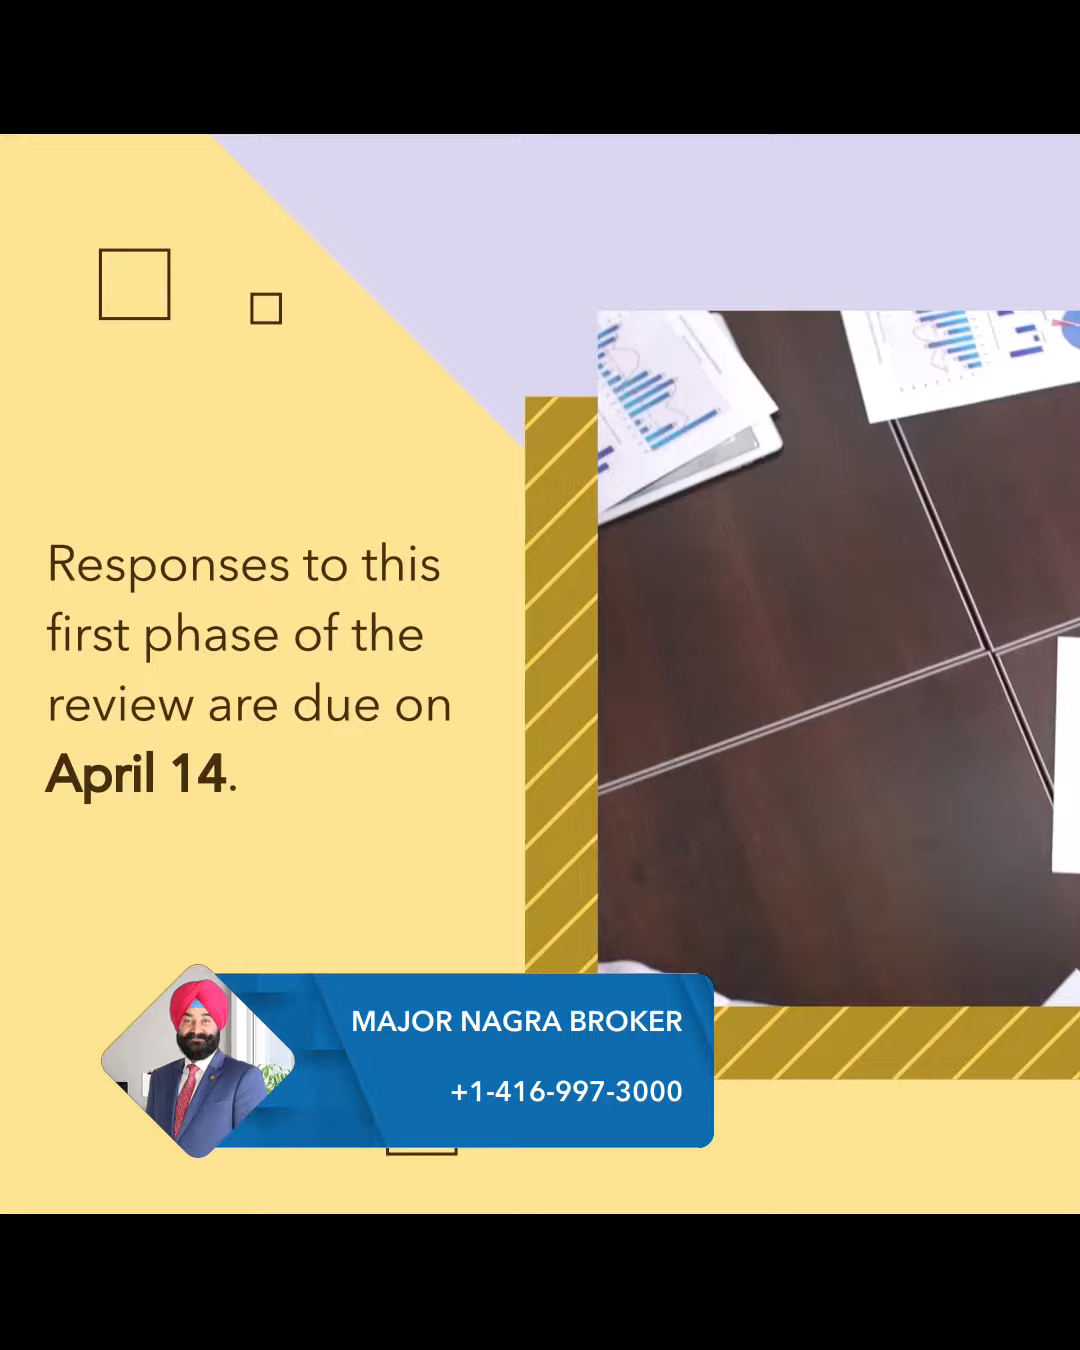 Responses to this
first phase of the
review are due on
April 14.
MAJOR NAGRA BROKER
+1-416-997-3000